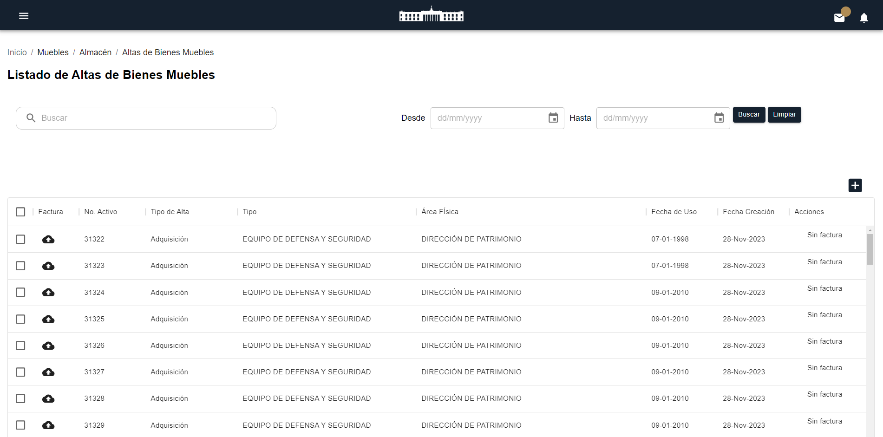 Inicio / Muebles / Almacén / Altas de Bienes Muebles
Listado de Altas de Bienes Muebles
Buscar
Desde dd/mm/yyyy Hasta dd/mm/yyyy Buscar Limpiar
Factura No. Activo Tipo de Alta Tipo Área Física Fecha de Uso Fecha Creación Acciones
31322 Adquisición EQUIPO DE DEFENSA Y SEGURIDAD DIRECCIÓN DE PATRIMONIO 07-01-1998 28-Nov-2023 Sin factura
31323 Adquisición EQUIPO DE DEFENSA Y SEGURIDAD DIRECCIÓN DE PATRIMONIO 07-01-1998 28-Nov-2023 Sin factura
31324 Adquisición EQUIPO DE DEFENSA Y SEGURIDAD DIRECCIÓN DE PATRIMONIO 09-01-2010 28-Nov-2023 Sin factura
31325 Adquisición EQUIPO DE DEFENSA Y SEGURIDAD DIRECCIÓN DE PATRIMONIO 09-01-2010 28-Nov-2023 Sin factura
31326 Adquisición EQUIPO DE DEFENSA Y SEGURIDAD DIRECCIÓN DE PATRIMONIO 09-01-2010 28-Nov-2023 Sin factura
31327 Adquisición EQUIPO DE DEFENSA Y SEGURIDAD DIRECCIÓN DE PATRIMONIO 09-01-2010 28-Nov-2023 Sin factura
31328 Adquisición EQUIPO DE DEFENSA Y SEGURIDAD DIRECCIÓN DE PATRIMONIO 09-01-2010 28-Nov-2023 Sin factura
31329 Adquisición EQUIPO DE DEFENSA Y SEGURIDAD DIRECCIÓN DE PATRIMONIO 09-01-2010 28-Nov-2023 Sin factura